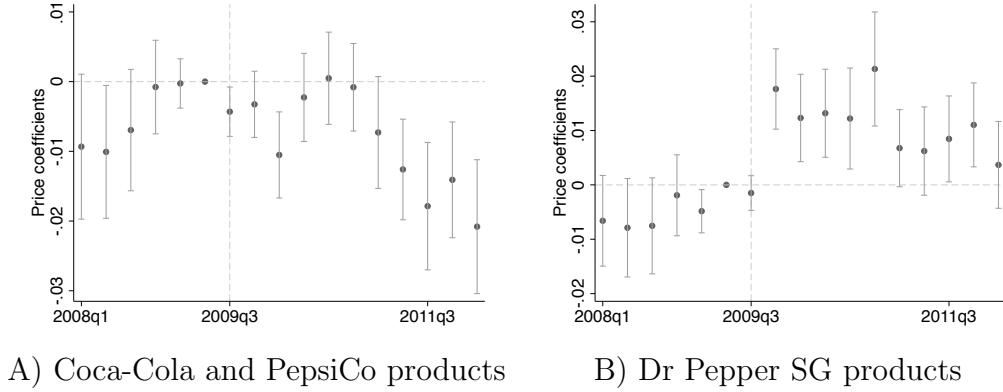 .01
0
-.01
-.02
-.03
Price coefficients
2008q1
2009q3
2011q3
A) Coca-Cola and PepsiCo products
.03
.02
.01
0
-.01
-.02
Price coefficients
2008q1
2009q3
2011q3
B) Dr Pepper SG products